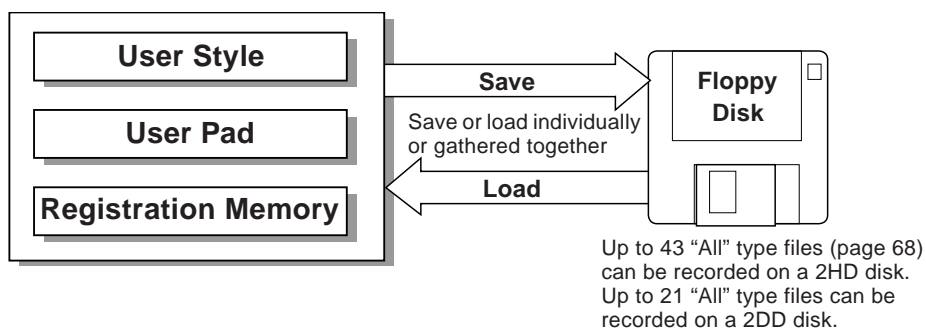 User Style
User Pad
Registration Memory
Save
Save or load individually
or gathered together
Load
Floppy
Disk
Up to 43 “All” type files (page 68)
can be recorded on a 2HD disk.
Up to 21 “All” type files can be
recorded on a 2DD disk.